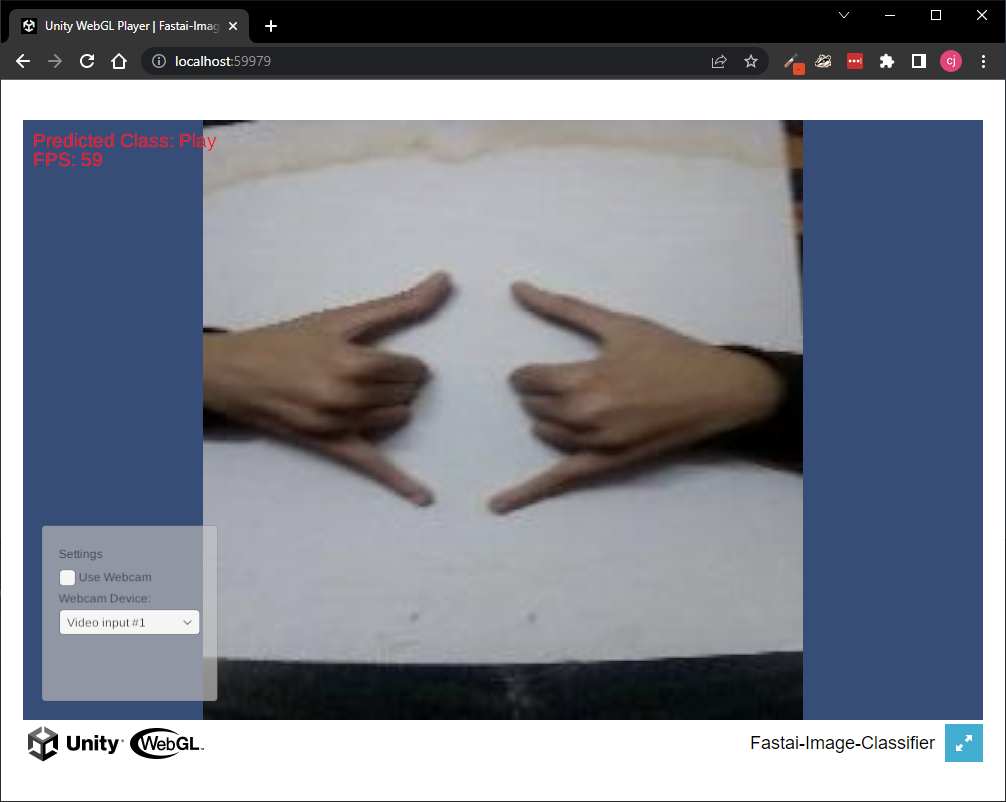 Unity WebGL Player | Fastai-Imag
localhost:59979
cj
Predicted Class: Play
FPS: 59
Settings
Use Webcam
Webcam Device:
Video input #1
Unity
WebGL
Fastai-Image-Classifier